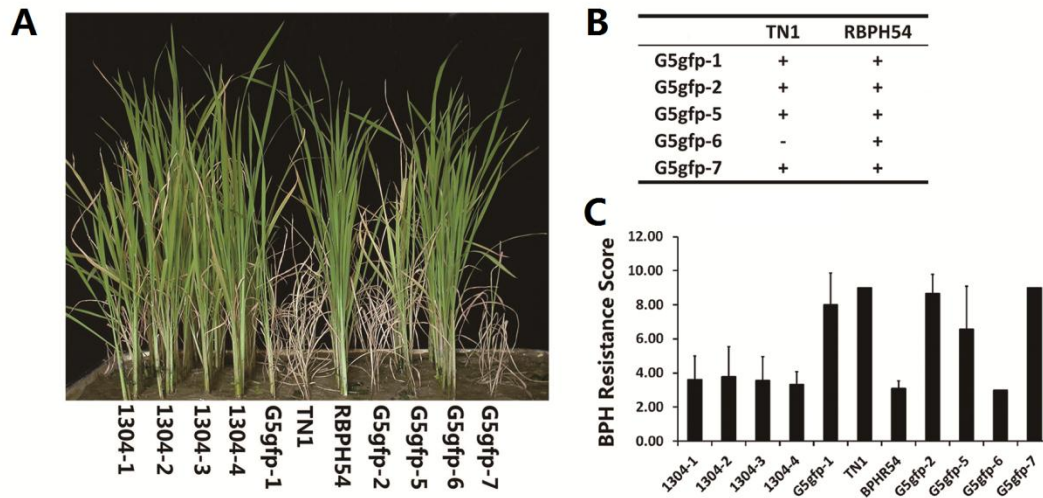 A
1304-1
1304-2
1304-3
1304-4
G5gfp-1
TN1
RBPH54
G5gfp-2
G5gfp-5
G5gfp-6
G5gfp-7
B
TN1 RBPH54
G5gfp-1 + +
G5gfp-2 + +
G5gfp-5 + +
G5gfp-6 - +
G5gfp-7 + +
C
BPH Resistance Score
12.00
10.00
8.00
6.00
4.00
2.00
0.00
1304-1
1304-2
1304-3
1304-4
G5gfp-1
TN1
BPHR54
G5gfp-2
G5gfp-5
G5gfp-6
G5gfp-7